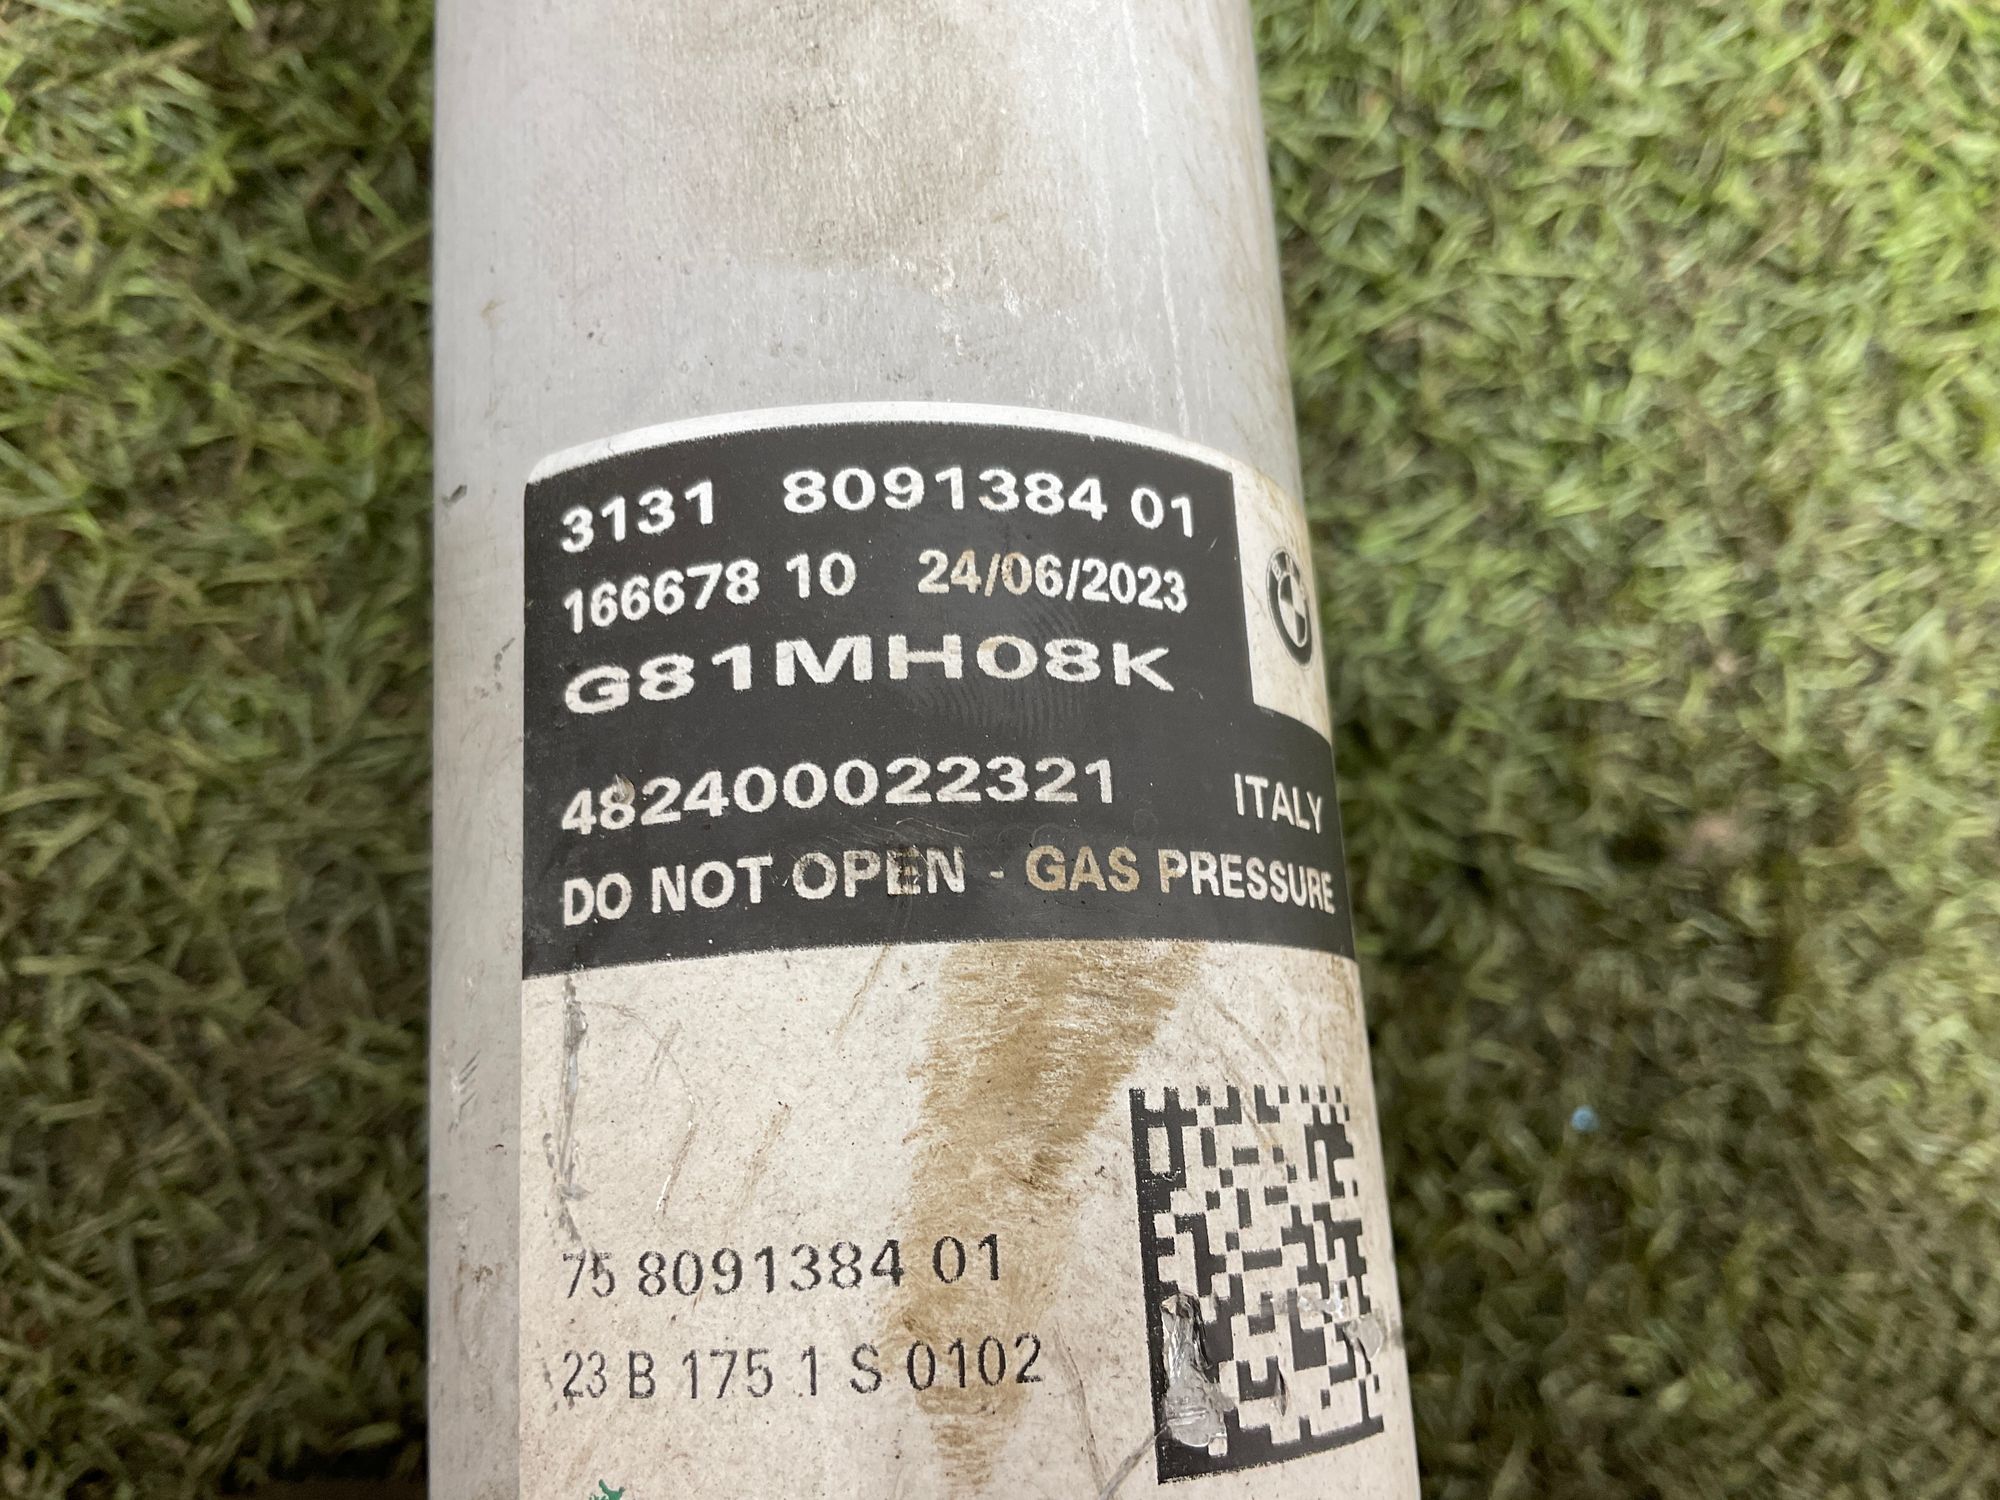 3131 8091384 01
166678 10 24/06/2023
G81MH08K
482400022321 ITALY
DO NOT OPEN - GAS PRESSURE
75 8091384 01
23 B 175 1 S 0102